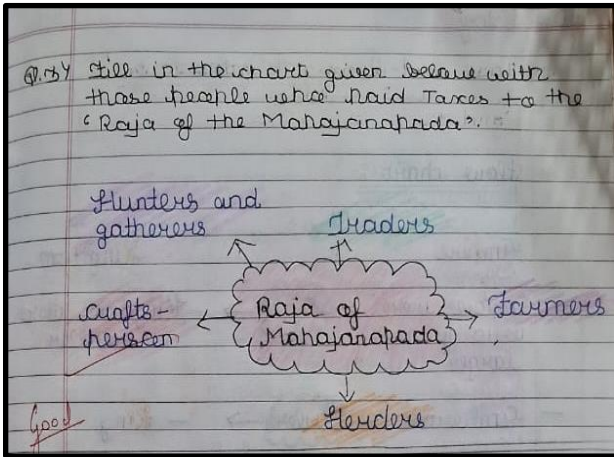 Q.3y Fill in the chart given below with
those people who paid Taxes to the
"Raja of the Mahajanapada".
Hunters and
gatherers
Traders
Crafts-
person
Raja of
Mahajanapada
Farmers
Herders
Good